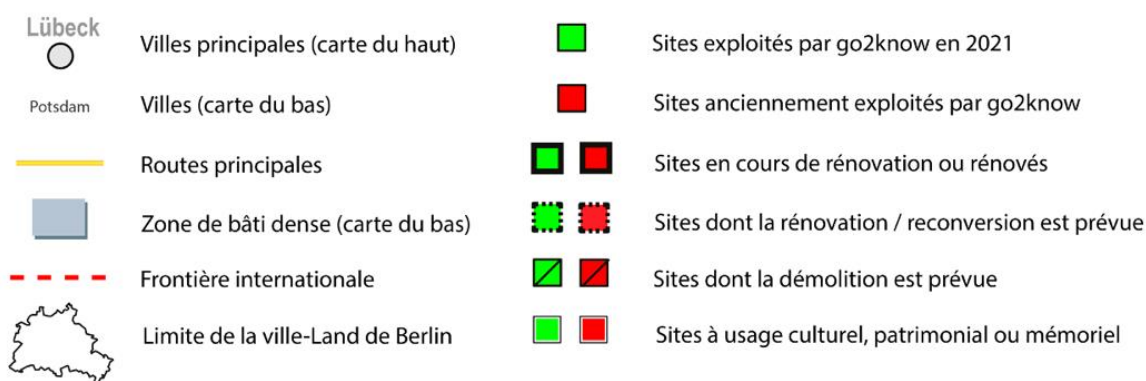 Lübeck
Villes principales (carte du haut)
Potsdam
Villes (carte du bas)
Routes principales
Zone de bâti dense (carte du bas)
Frontière internationale
Limite de la ville-Land de Berlin
Sites exploités par go2know en 2021
Sites anciennement exploités par go2know
Sites en cours de rénovation ou rénovés
Sites dont la rénovation / reconversion est prévue
Sites dont la démolition est prévue
Sites à usage culturel, patrimonial ou mémoriel